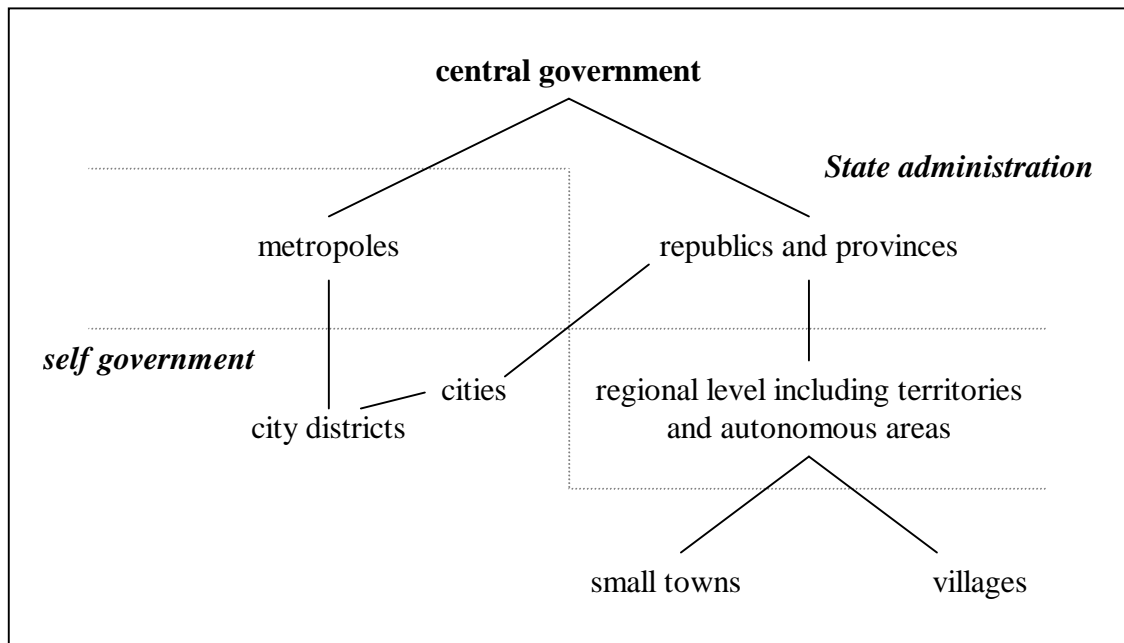 central government
State administration
metropoles
republics and provinces
self government
cities
city districts
regional level including territories
and autonomous areas
small towns
villages